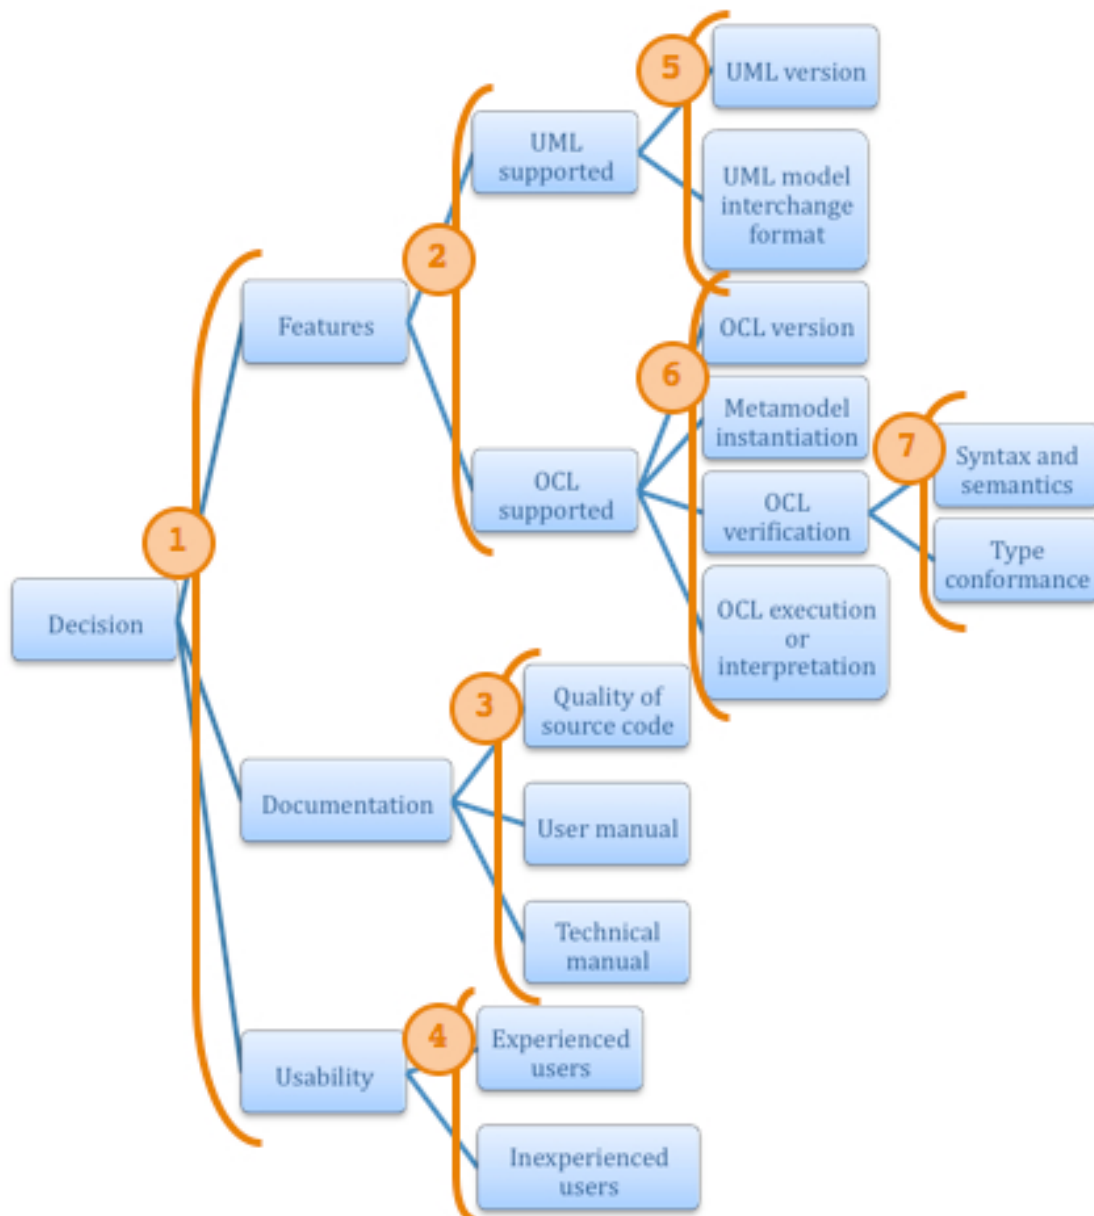 5
UML version
UML
supported
UML model
interchange
format
2
Features
OCL version
6
Metamodel
instantiation
7
Syntax and
semantics
OCL
supported
OCL
verification
Type
conformance
1
Decision
OCL execution
or
interpretation
3
Quality of
source code
Documentation
User manual
Technical
manual
4
Experienced
users
Usability
Inexperienced
users